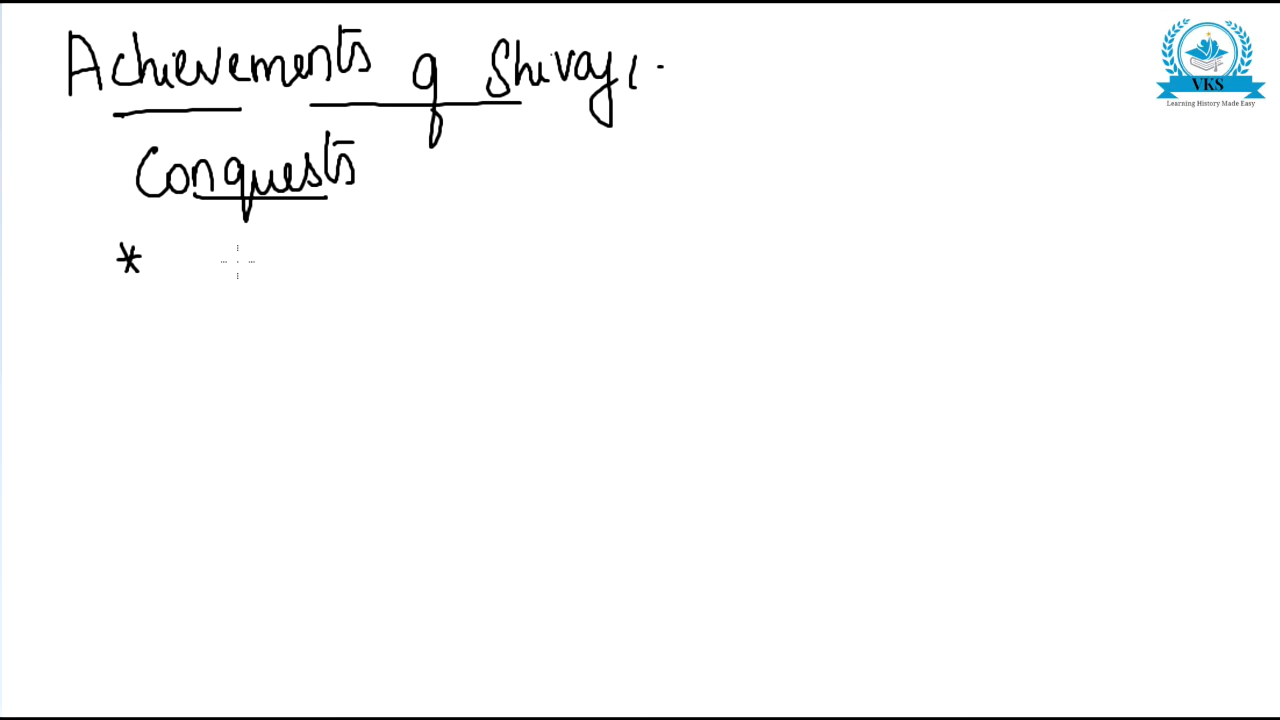 Achievements of Shivaji.
Conquests
*
VKS
Learning History Made Easy